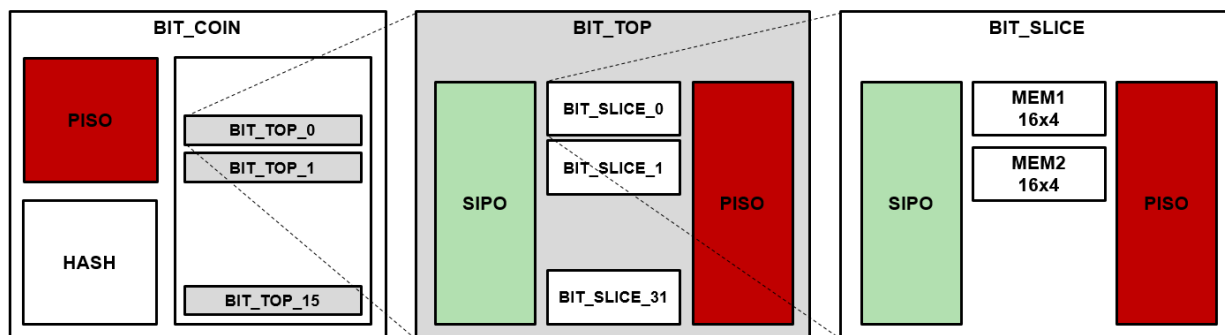 BIT_COIN
PISO
HASH
BIT_TOP_0
BIT_TOP_1
BIT_TOP_15
BIT_TOP
SIPO
BIT_SLICE_0
BIT_SLICE_1
BIT_SLICE_31
PISO
BIT_SLICE
SIPO
MEM1
16x4
MEM2
16x4
PISO